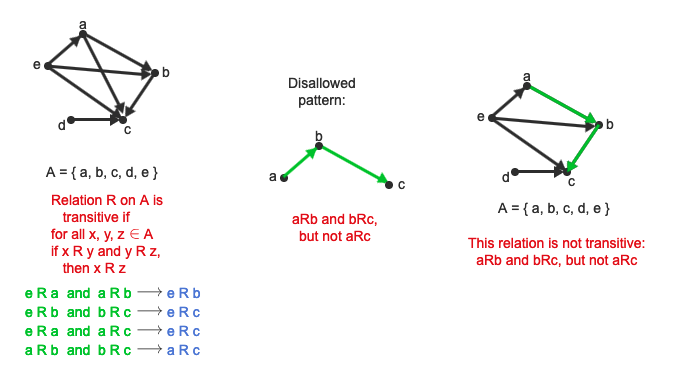 a
e
b
d
c
A = { a, b, c, d, e }
Relation R on A is
transitive if
for all x, y, z ∈ A
if x R y and y R z,
then x R z
e R a and a R b ⟶ e R b
e R b and b R c ⟶ e R c
e R a and a R c ⟶ e R c
a R b and b R c ⟶ a R c
Disallowed
pattern:
b
a
c
aRb and bRc,
but not aRc
a
e
b
d
c
A = { a, b, c, d, e }
This relation is not transitive:
aRb and bRc, but not aRc